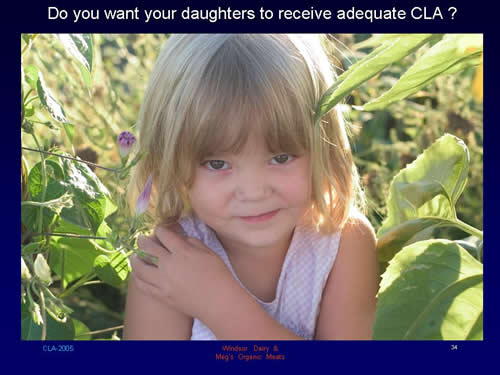 Do you want your daughters to receive adequate CLA ?
CLA-2005
Windsor Dairy &
Meg's Organic Meats
34